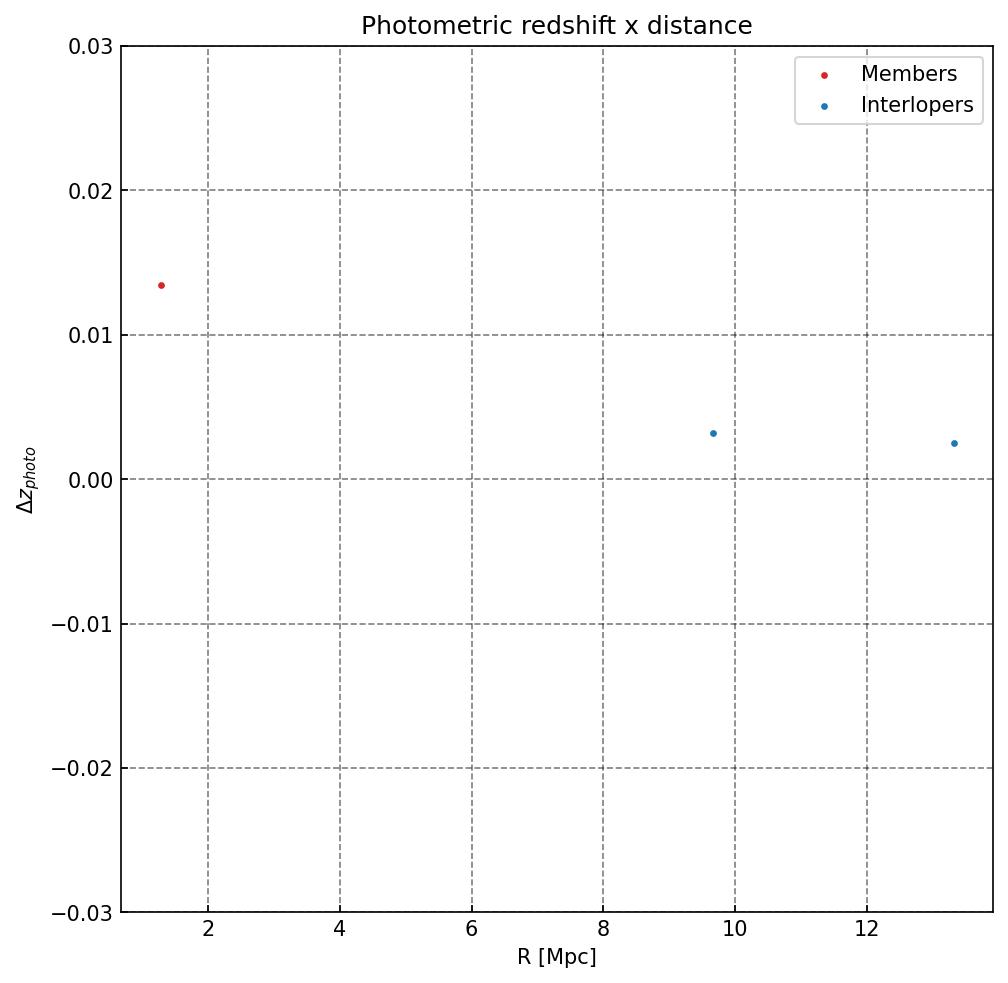 Photometric redshift x distance
Members
Interlopers
0.03
0.02
0.01
0.00
−0.01
−0.02
−0.03
Δz_photo
2 4 6 8 10 12
R [Mpc]